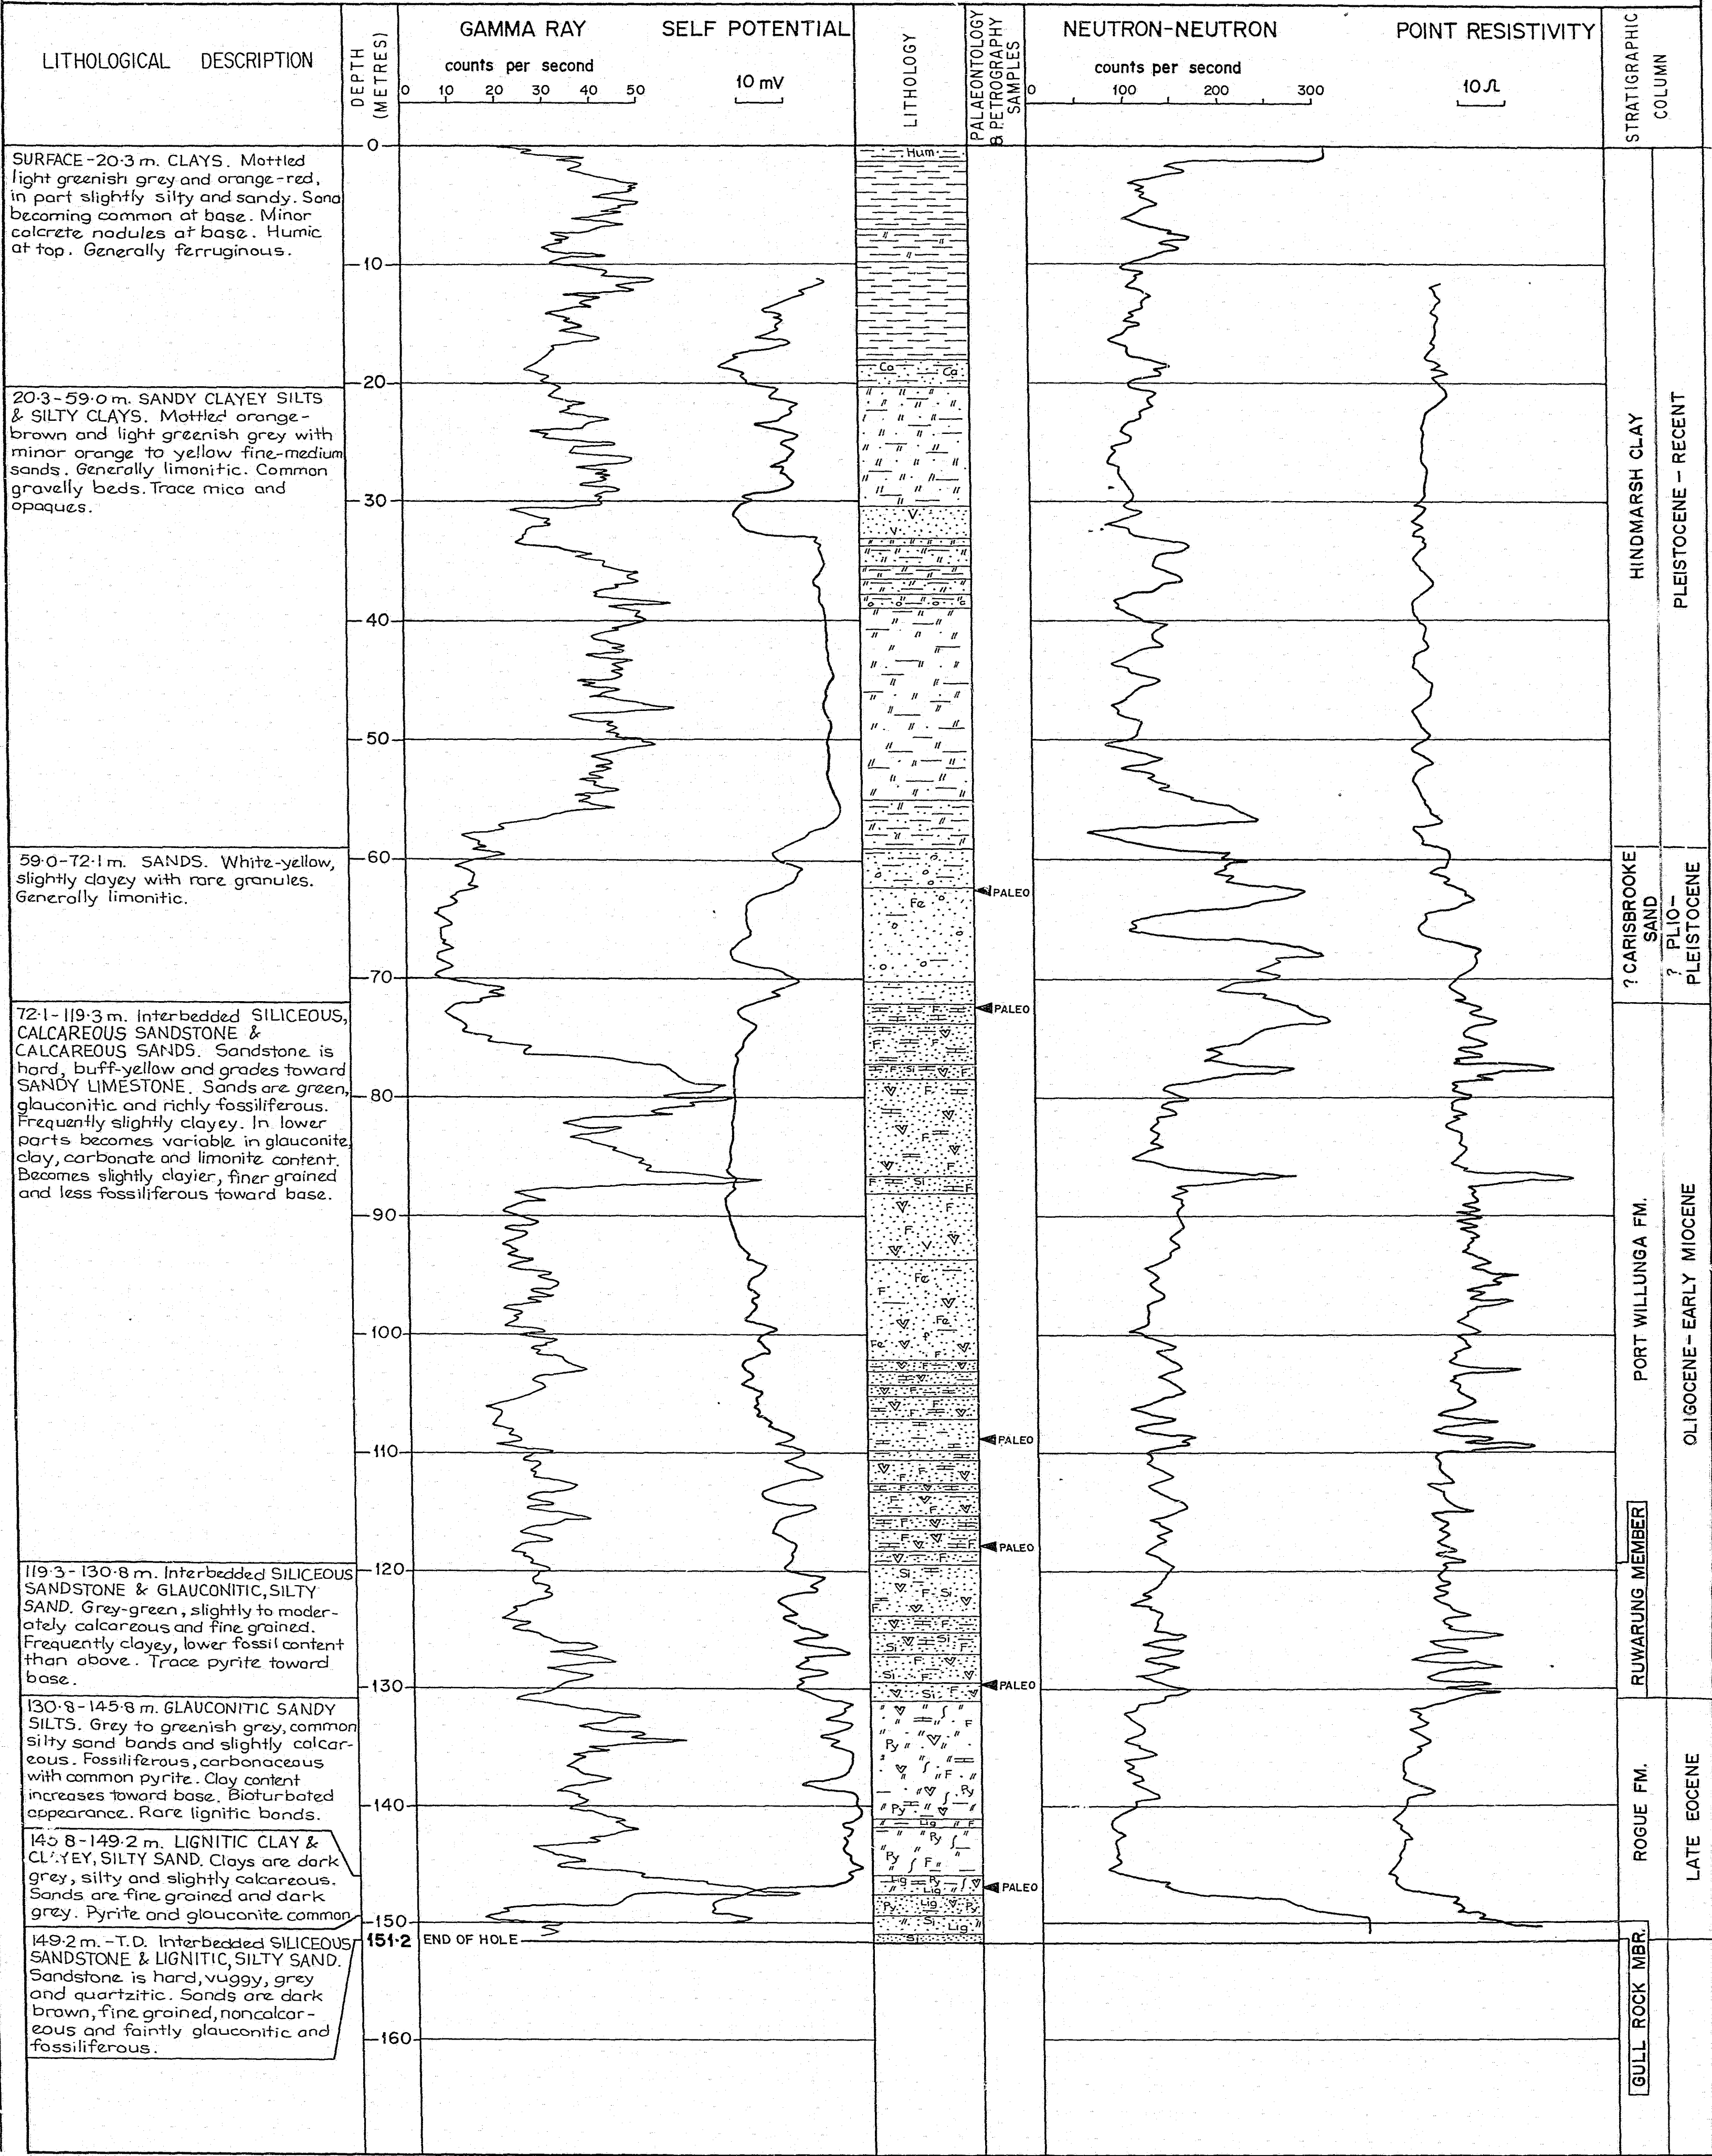 LITHOLOGICAL DESCRIPTION
DEPTH (METRES)
GAMMA RAY
counts per second
0 10 20 30 40 50
SELF POTENTIAL
10 mV
LITHOLOGY
PALAEONTOLOGY
& PETROGRAPHY
SAMPLES
NEUTRON-NEUTRON
counts per second
0 100 200 300
POINT RESISTIVITY
10 Ω
STRATIGRAPHIC
COLUMN
SURFACE-20·3 m. CLAYS. Mottled
light greenish grey and orange-red,
in part slightly silty and sandy. Sand
becoming common at base. Minor
calcrete nodules at base. Humic
at top. Generally ferruginous.
20·3-59·0 m. SANDY CLAYEY SILTS
& SILTY CLAYS. Mottled orange-
brown and light greenish grey with
minor orange to yellow fine-medium
sands. Generally limonitic. Common
gravelly beds. Trace mica and
opaques.
59·0-72·1 m. SANDS. White-yellow,
slightly clayey with rare granules.
Generally limonitic.
72·1-119·3 m. Interbedded SILICEOUS,
CALCAREOUS SANDSTONE &
CALCAREOUS SANDS. Sandstone is
hard, buff-yellow and grades toward
SANDY LIMESTONE. Sands are green,
glauconitic and richly fossiliferous.
Frequently slightly clayey. In lower
parts becomes variable in glauconite,
clay, carbonate and limonite content.
Becomes slightly clayier, finer grained
and less fossiliferous toward base.
119·3-130·8 m. Interbedded SILICEOUS
SANDSTONE & GLAUCONITIC, SILTY
SAND. Grey-green, slightly to moder-
ately calcareous and fine grained.
Frequently clayey, lower fossil content
than above. Trace pyrite toward
base.
130·8-145·8 m. GLAUCONITIC SANDY
SILTS. Grey to greenish grey, common
silty sand bands and slightly calcar-
eous. Fossiliferous, carbonaceous
with common pyrite. Clay content
increases toward base. Bioturbated
appearance. Rare lignitic bands.
145 8-149·2 m. LIGNITIC CLAY &
CLAYEY, SILTY SAND. Clays are dark
grey, silty and slightly calcareous.
Sands are fine grained and dark
grey. Pyrite and glauconite common
149·2 m.-T.D. Interbedded SILICEOUS
SANDSTONE & LIGNITIC, SILTY SAND.
Sandstone is hard, vuggy, grey
and quartzitic. Sands are dark
brown, fine grained, noncalcar-
eous and faintly glauconitic and
fossiliferous.
0
10
20
30
40
50
60
70
80
90
100
110
120
130
140
150
151·2 END OF HOLE
160
Hum
Ca Ca
V
V
Fe
PALEO
PALEO
PALEO
PALEO
PALEO
PALEO
HINDMARSH CLAY
PLEISTOCENE - RECENT
? CARISBROOKE
SAND
? PLIO-
PLEISTOCENE
PORT WILLUNGA FM.
OLIGOCENE-EARLY MIOCENE
RUWARUNG MEMBER
ROGUE FM.
LATE EOCENE
GULL ROCK MBR.